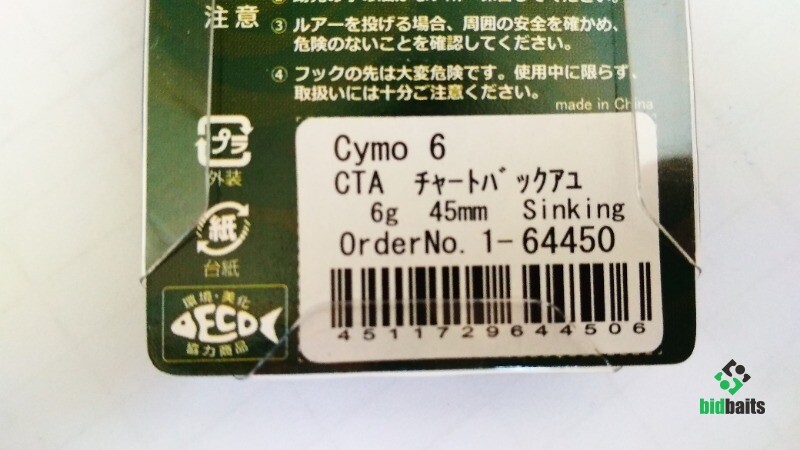 注意
③ ルアーを投げる場合、周囲の安全を確かめ、
危険のないことを確認してください。
④ フックの先は大変危険です。使用中に限らず、
取扱いには十分ご注意ください。
made in China
プラ
外装
紙
台紙
環境・美化
ECO
協力商品
Cymo 6
CTA チャートバックアユ
6g 45mm Sinking
OrderNo. 1-64450
4511729644506
bidbaits